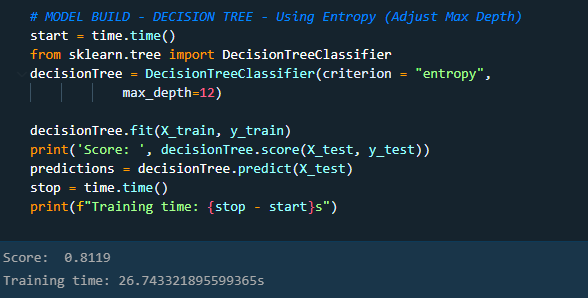 # MODEL BUILD - DECISION TREE - Using Entropy (Adjust Max Depth)
start = time.time()
from sklearn.tree import DecisionTreeClassifier
decisionTree = DecisionTreeClassifier(criterion = "entropy",
            max_depth=12)
decisionTree.fit(X_train, y_train)
print('Score: ', decisionTree.score(X_test, y_test))
predictions = decisionTree.predict(X_test)
stop = time.time()
print(f"Training time: {stop - start}s")
Score:  0.8119
Training time: 26.743321895599365s